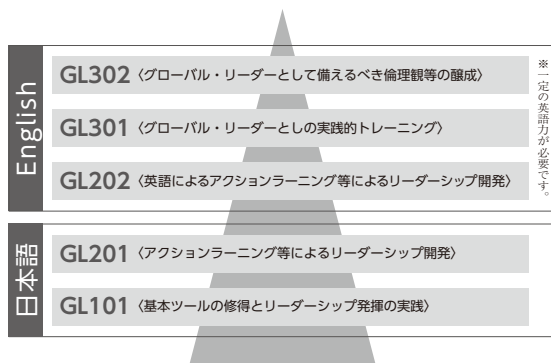 English
GL302〈グローバル・リーダーとして備えるべき倫理観等の醸成〉
GL301〈グローバル・リーダーとしの実践的トレーニング〉
GL202〈英語によるアクションラーニング等によるリーダーシップ開発〉
※一定の英語力が必要です。
日本語
GL201〈アクションラーニング等によるリーダーシップ開発〉
GL101〈基本ツールの修得とリーダーシップ発揮の実践〉